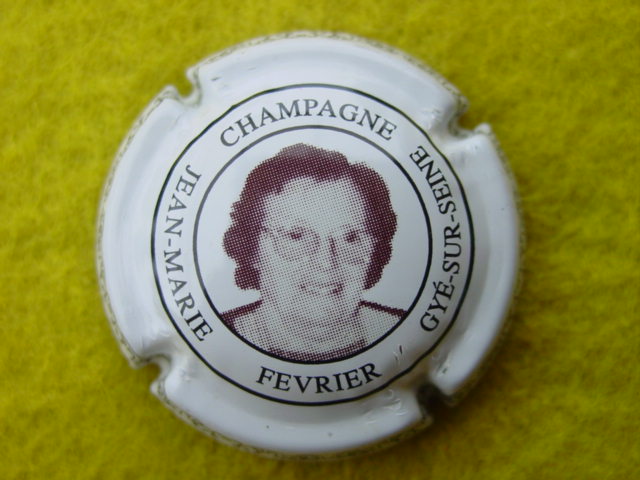 CHAMPAGNE
JEAN-MARIE
FEVRIER
GYÉ-SUR-SEINE